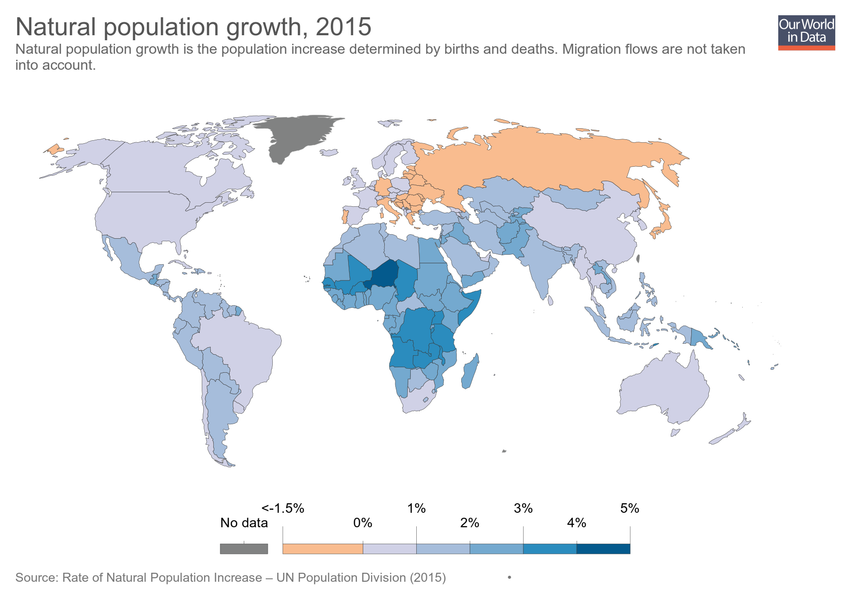 Natural population growth, 2015
Our World
in Data
Natural population growth is the population increase determined by births and deaths. Migration flows are not taken
into account.
<-1.5% 1% 3% 5%
No data 0% 2% 4%
Source: Rate of Natural Population Increase – UN Population Division (2015)